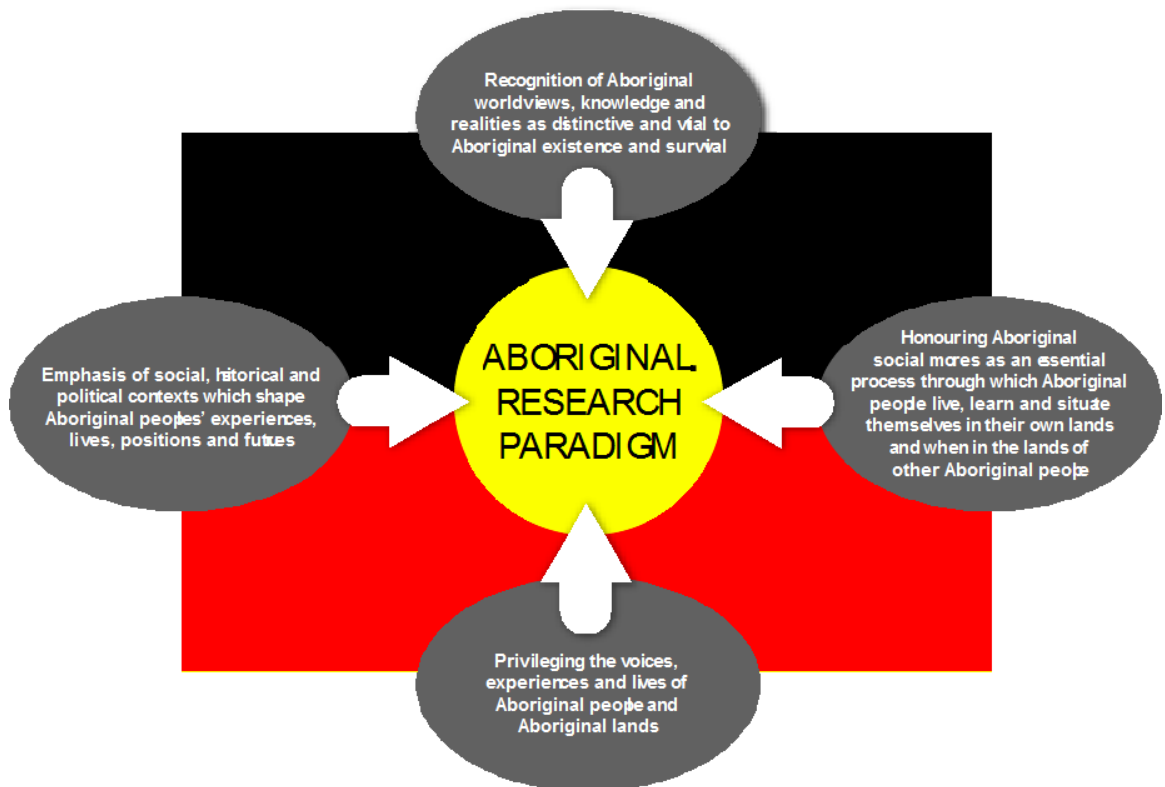 Recognition of Aboriginal
worldviews, knowledge and
realities as distinctive and vital to
Aboriginal existence and survival
Emphasis of social, historical and
political contexts which shape
Aboriginal peoples' experiences,
lives, positions and futures
ABORIGINAL
RESEARCH
PARADIGM
Honouring Aboriginal
social mores as an essential
process through which Aboriginal
people live, learn and situate
themselves in their own lands
and when in the lands of
other Aboriginal people
Privileging the voices,
experiences and lives of
Aboriginal people and
Aboriginal lands